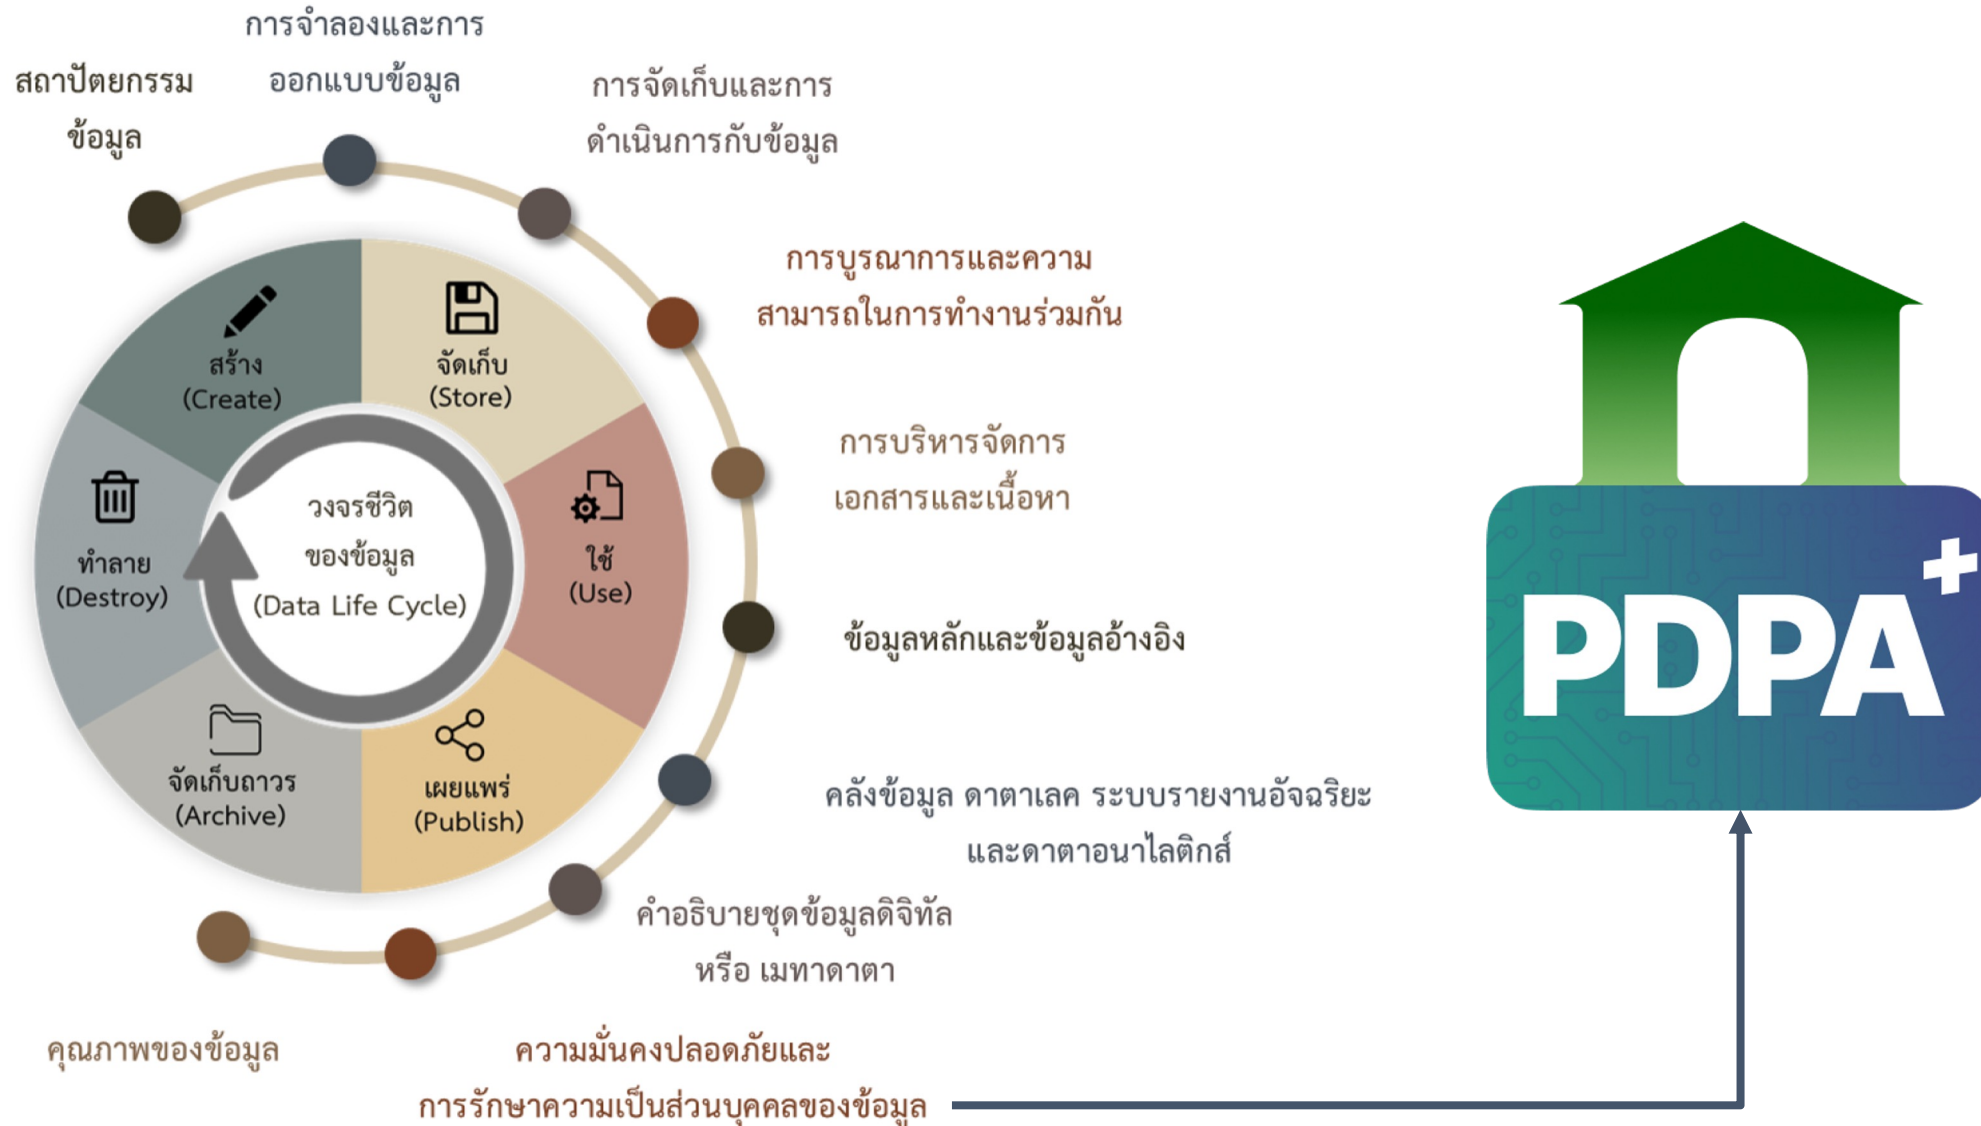 การจำลองและการ
ออกแบบข้อมูล
สถาปัตยกรรม
ข้อมูล
การจัดเก็บและการ
ดำเนินการกับข้อมูล
การบูรณาการและความ
สามารถในการทำงานร่วมกัน
การบริหารจัดการ
เอกสารและเนื้อหา
ข้อมูลหลักและข้อมูลอ้างอิง
คลังข้อมูล ดาตาเลค ระบบรายงานอัจฉริยะ
และดาตาอนาไลติกส์
คำอธิบายชุดข้อมูลดิจิทัล
หรือ เมทาดาตา
ความมั่นคงปลอดภัยและ
การรักษาความเป็นส่วนบุคคลของข้อมูล
คุณภาพของข้อมูล
สร้าง
(Create)
จัดเก็บ
(Store)
ใช้
(Use)
เผยแพร่
(Publish)
จัดเก็บถาวร
(Archive)
ทำลาย
(Destroy)
วงจรชีวิต
ของข้อมูล
(Data Life Cycle)
PDPA+